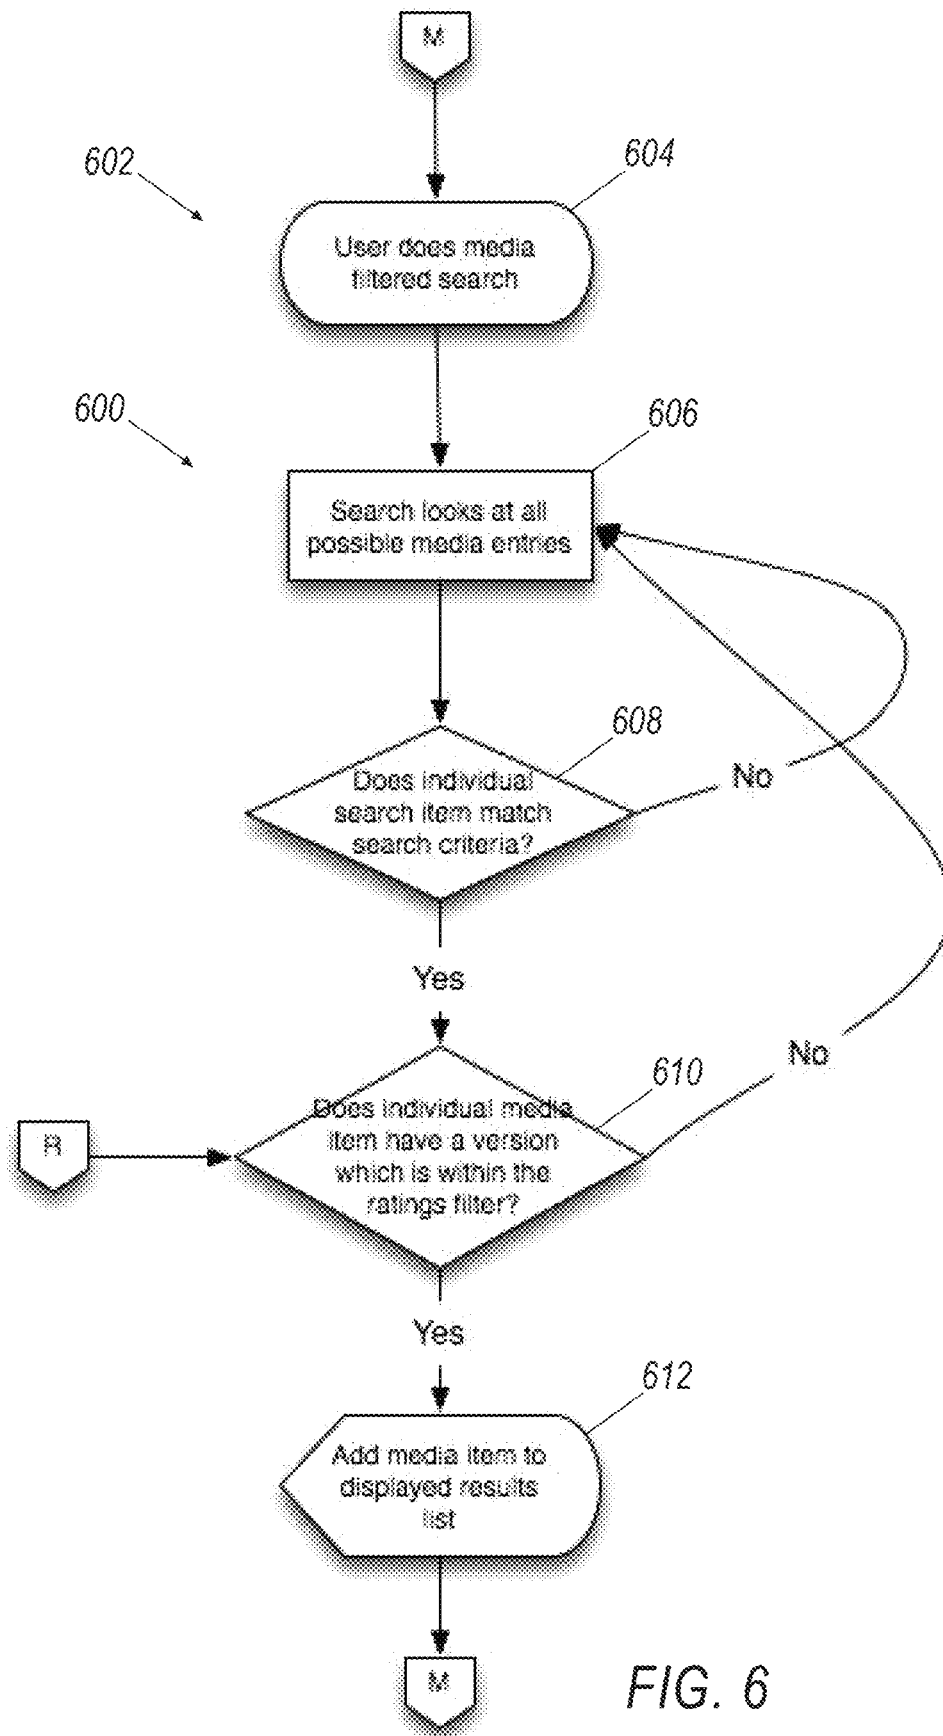 M
602
604
User does media
filtered search
600
606
Search looks at all
possible media entries
608
Does individual
search item match
search criteria?
No
Yes
610
Does individual media
item have a version
which is within the
ratings filter?
No
R
Yes
612
Add media item to
displayed results
list
M
FIG. 6